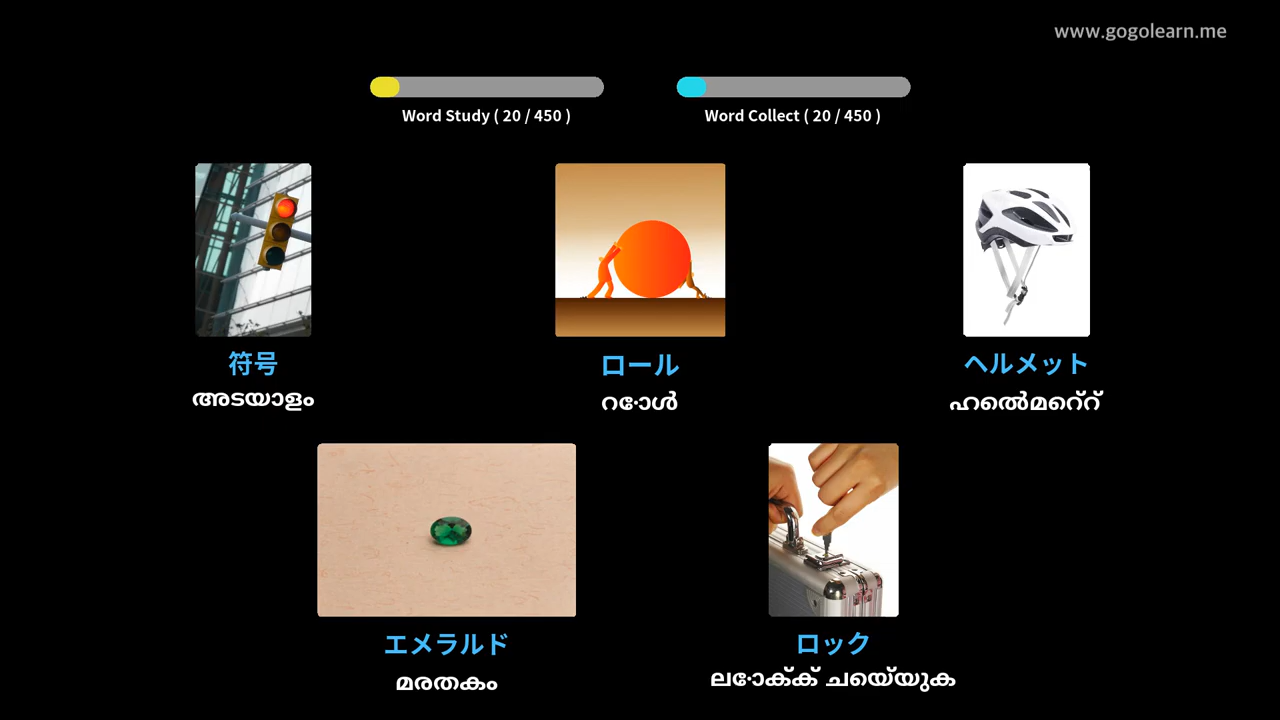 www.gogolearn.me
Word Study ( 20 / 450 )
Word Collect ( 20 / 450 )
符号
അടയാളം
ロール
റോൾ
ヘルメット
ഹെൽമെറ്റ്
エメラルド
മരതകം
ロック
ലോക്ക് ചെയ്യുക